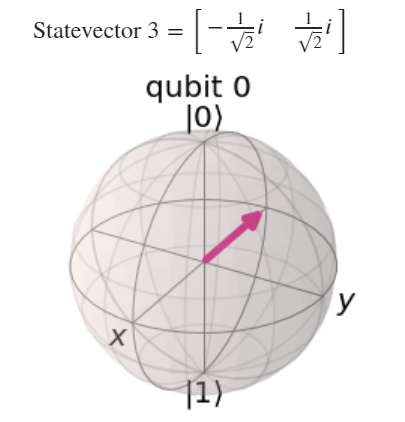 Statevector 3 = [ -1/√2 i 1/√2 i ]
qubit 0
|0⟩
y
x
|1⟩